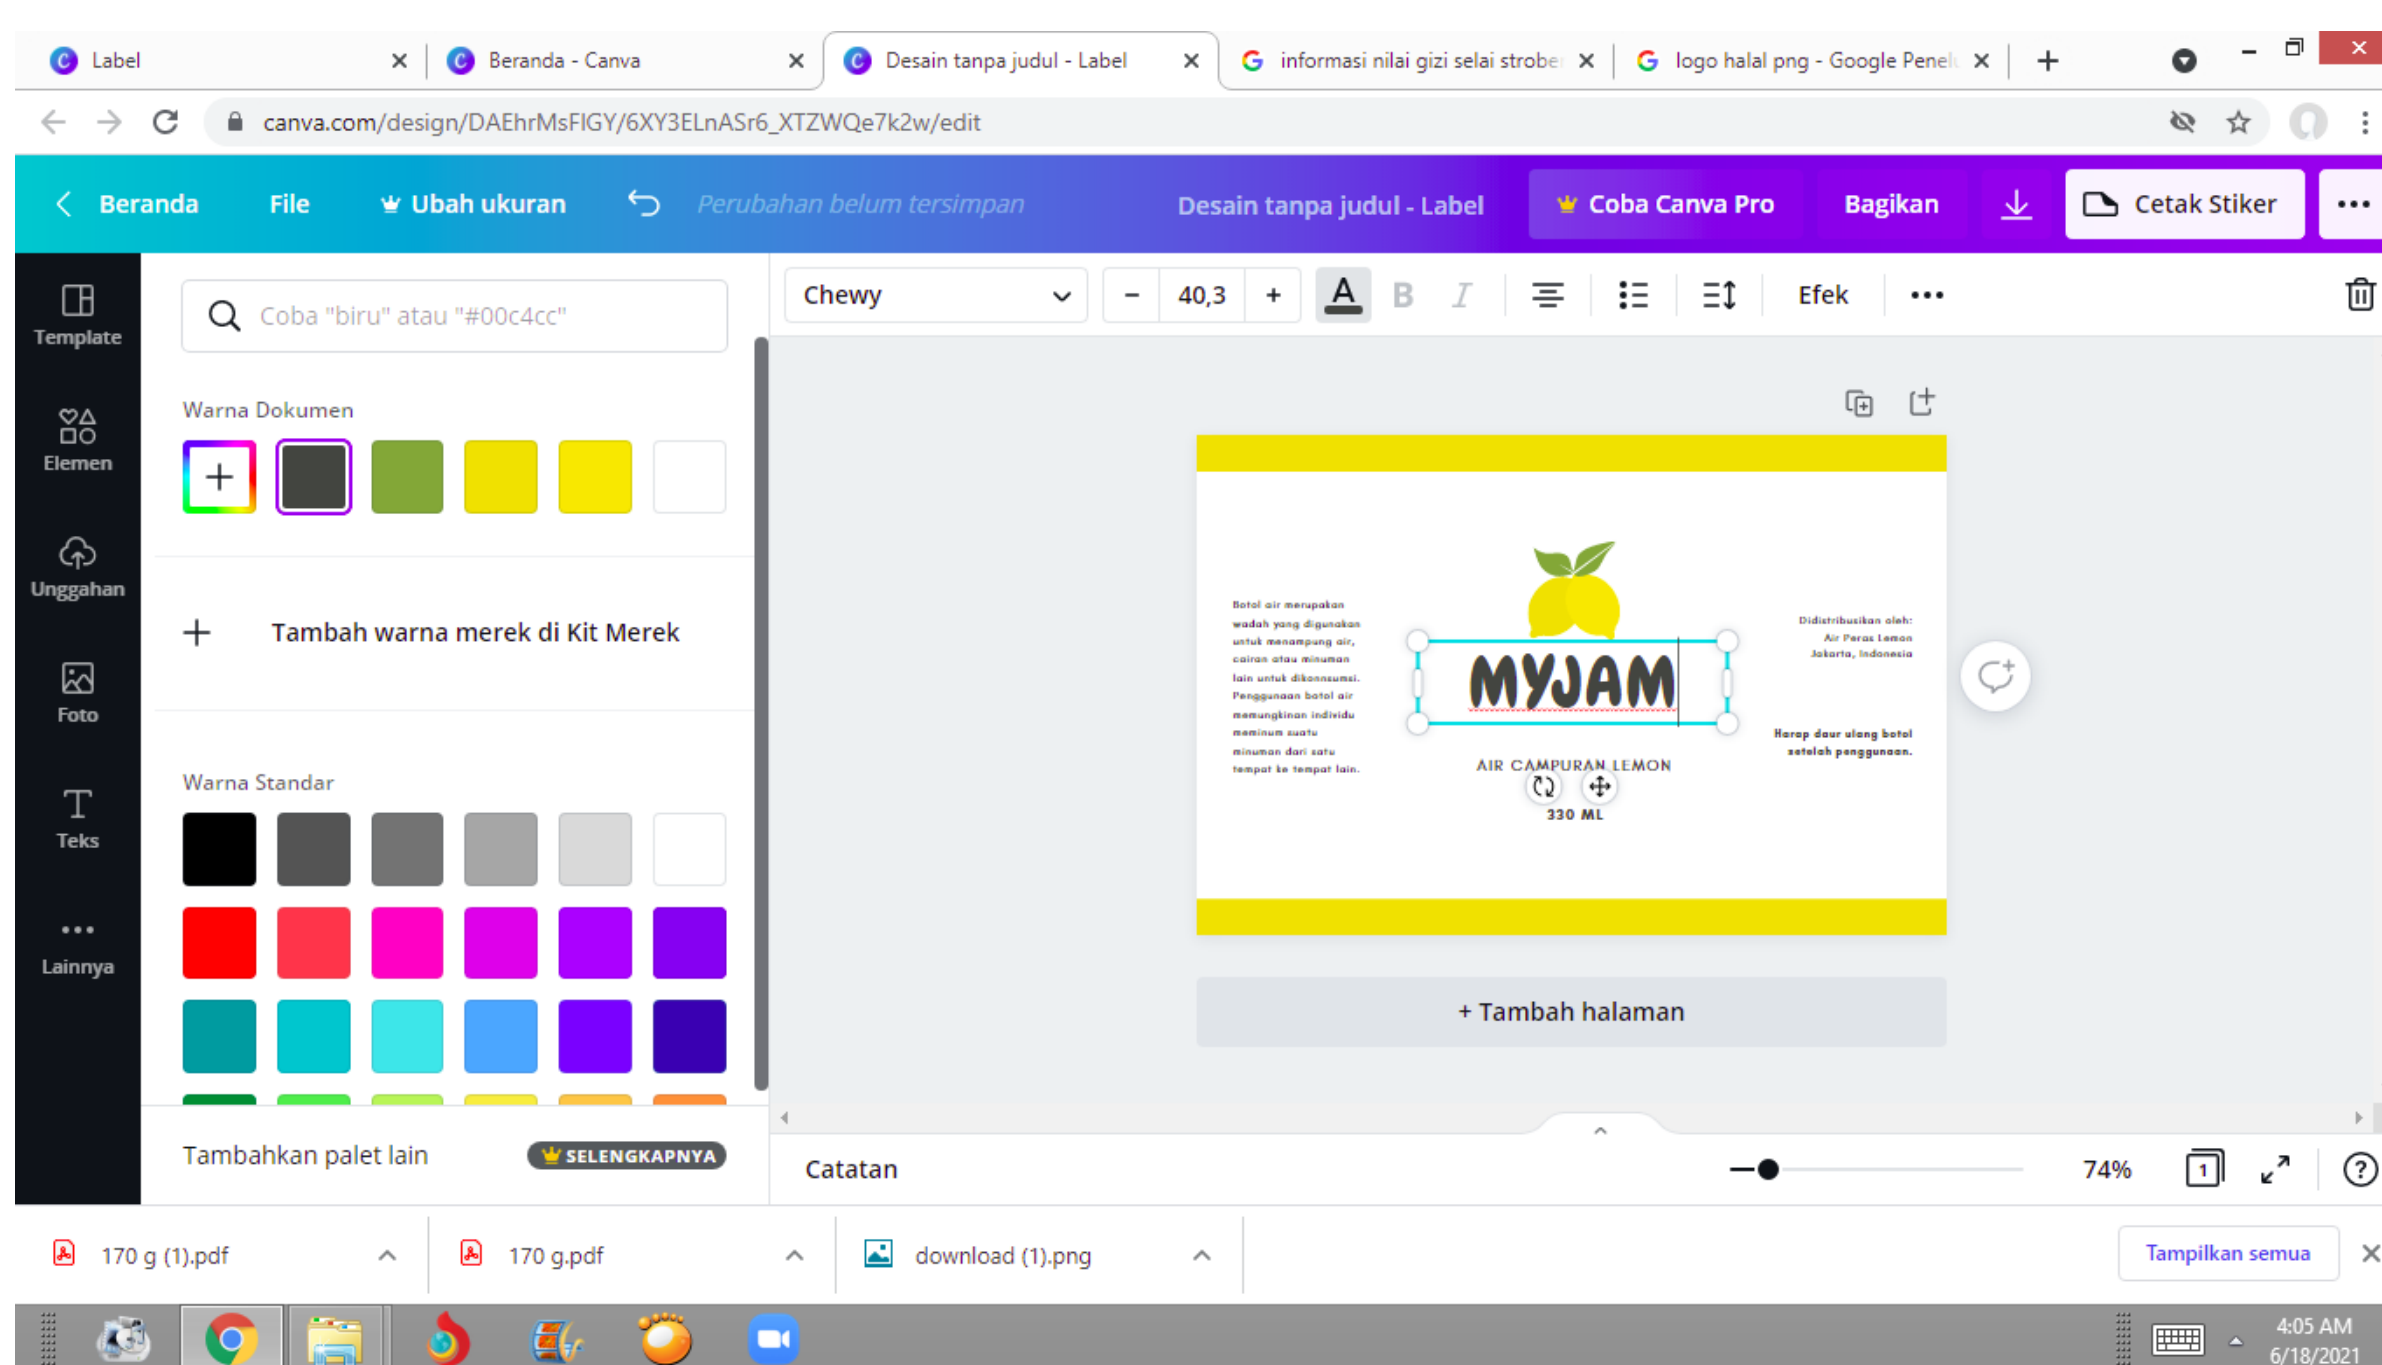 Label
Beranda - Canva
Desain tanpa judul - Label
informasi nilai gizi selai strobe
logo halal png - Google Penel
canva.com/design/DAEhrMsFIGY/6XY3ELnASr6_XTZWQe7k2w/edit
Beranda
File
Ubah ukuran
Perubahan belum tersimpan
Desain tanpa judul - Label
Coba Canva Pro
Bagikan
Cetak Stiker
Template
Elemen
Unggahan
Foto
Teks
Lainnya
Coba "biru" atau "#00c4cc"
Warna Dokumen
Tambah warna merek di Kit Merek
Warna Standar
Tambahkan palet lain
SELENGKAPNYA
Chewy
40,3
A B I
Efek
Botol air merupakan
wadah yang digunakan
untuk menampung air,
cairan atau minuman
lain untuk dikonnsumsi.
Penggunaan botol air
memungkinan individu
meminum suatu
minuman dari satu
tempat ke tempat lain.
MYJAM
AIR CAMPURAN LEMON
330 ML
Didistribusikan oleh:
Air Peras Lemon
Jakarta, Indonesia
Harap daur ulang botol
setelah penggunaan.
+ Tambah halaman
Catatan
74%
1
170 g (1).pdf
170 g.pdf
download (1).png
Tampilkan semua
4:05 AM
6/18/2021